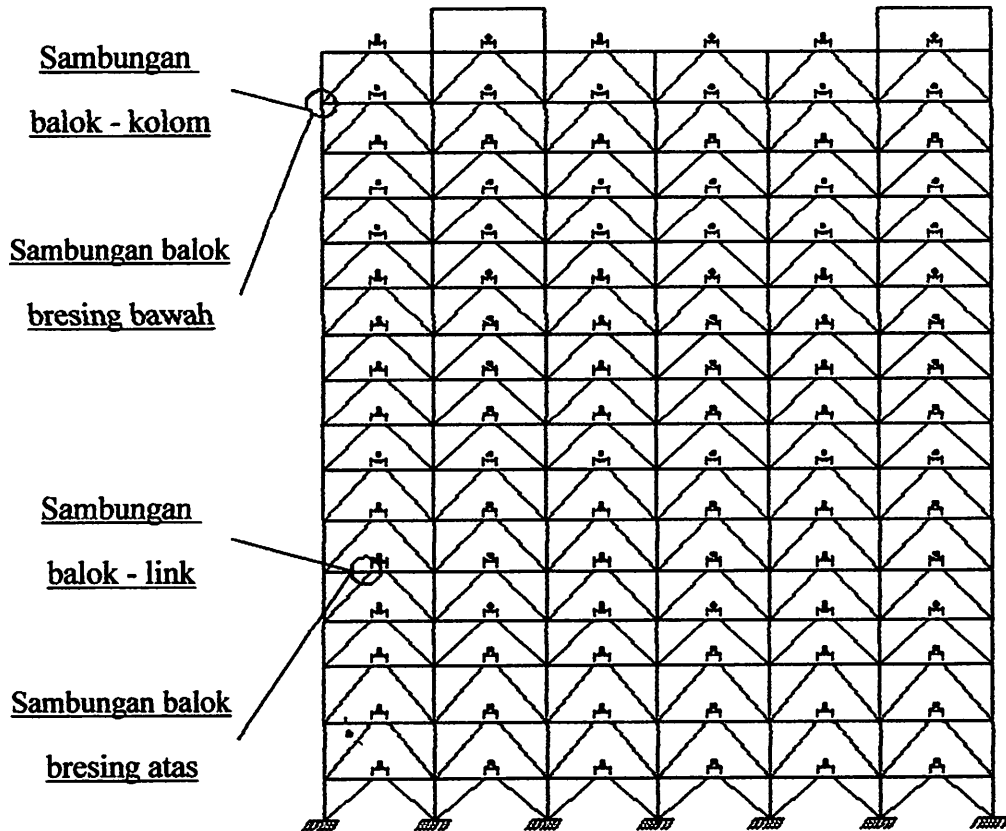 Sambungan
balok - kolom
Sambungan balok
bresing bawah
Sambungan
balok - link
Sambungan balok
bresing atas